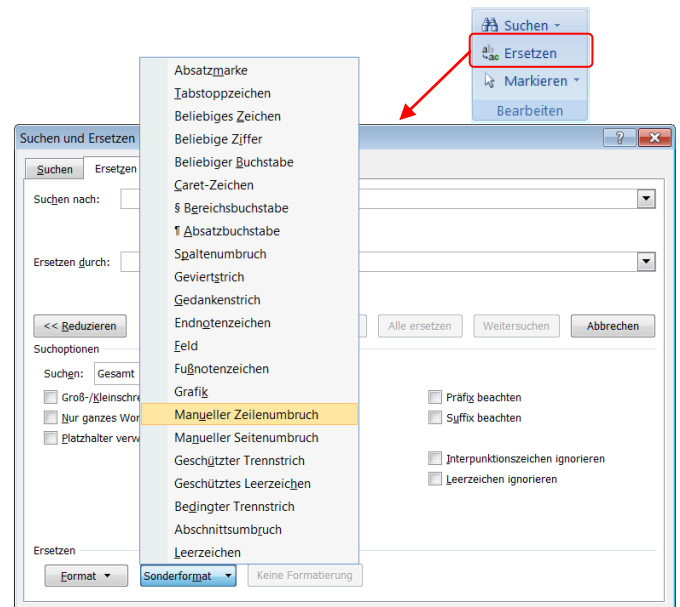 Suchen
Ersetzen
Markieren
Bearbeiten
Absatzmarke
Tabstoppzeichen
Beliebiges Zeichen
Beliebige Ziffer
Beliebiger Buchstabe
Caret-Zeichen
§ Bereichsbuchstabe
¶ Absatzbuchstabe
Spaltenumbruch
Geviertstrich
Gedankenstrich
Endnotenzeichen
Feld
Fußnotenzeichen
Grafik
Manueller Zeilenumbruch
Manueller Seitenumbruch
Geschützter Trennstrich
Geschütztes Leerzeichen
Bedingter Trennstrich
Abschnittsumbruch
Leerzeichen
Suchen und Ersetzen
Suchen Ersetzen
Suchen nach:
Ersetzen durch:
<< Reduzieren Alle ersetzen Weitersuchen Abbrechen
Suchoptionen
Suchen: Gesamt
Groß-/Kleinschre Präfix beachten
Nur ganzes Wor Suffix beachten
Platzhalter verw
Interpunktionszeichen ignorieren
Leerzeichen ignorieren
Ersetzen
Format Sonderformat Keine Formatierung